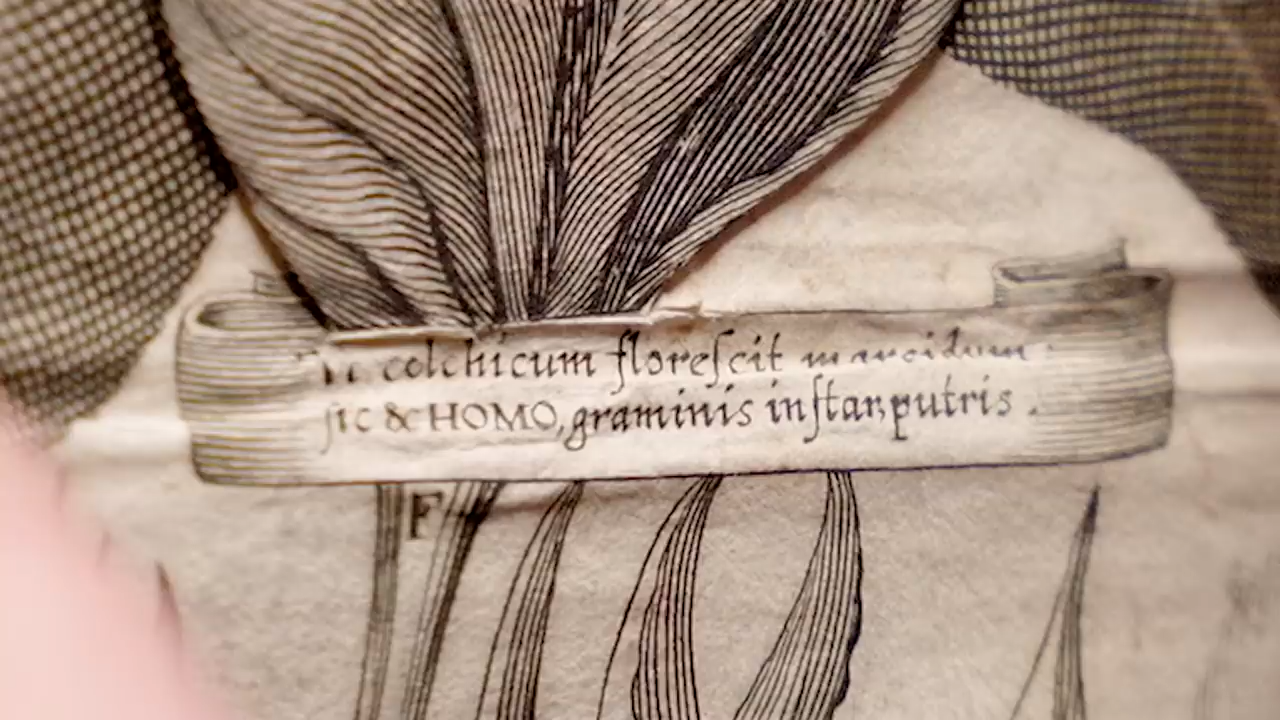 colchicum floreſcit marcidum
ſic & HOMO, graminis inſtar, putris.
F